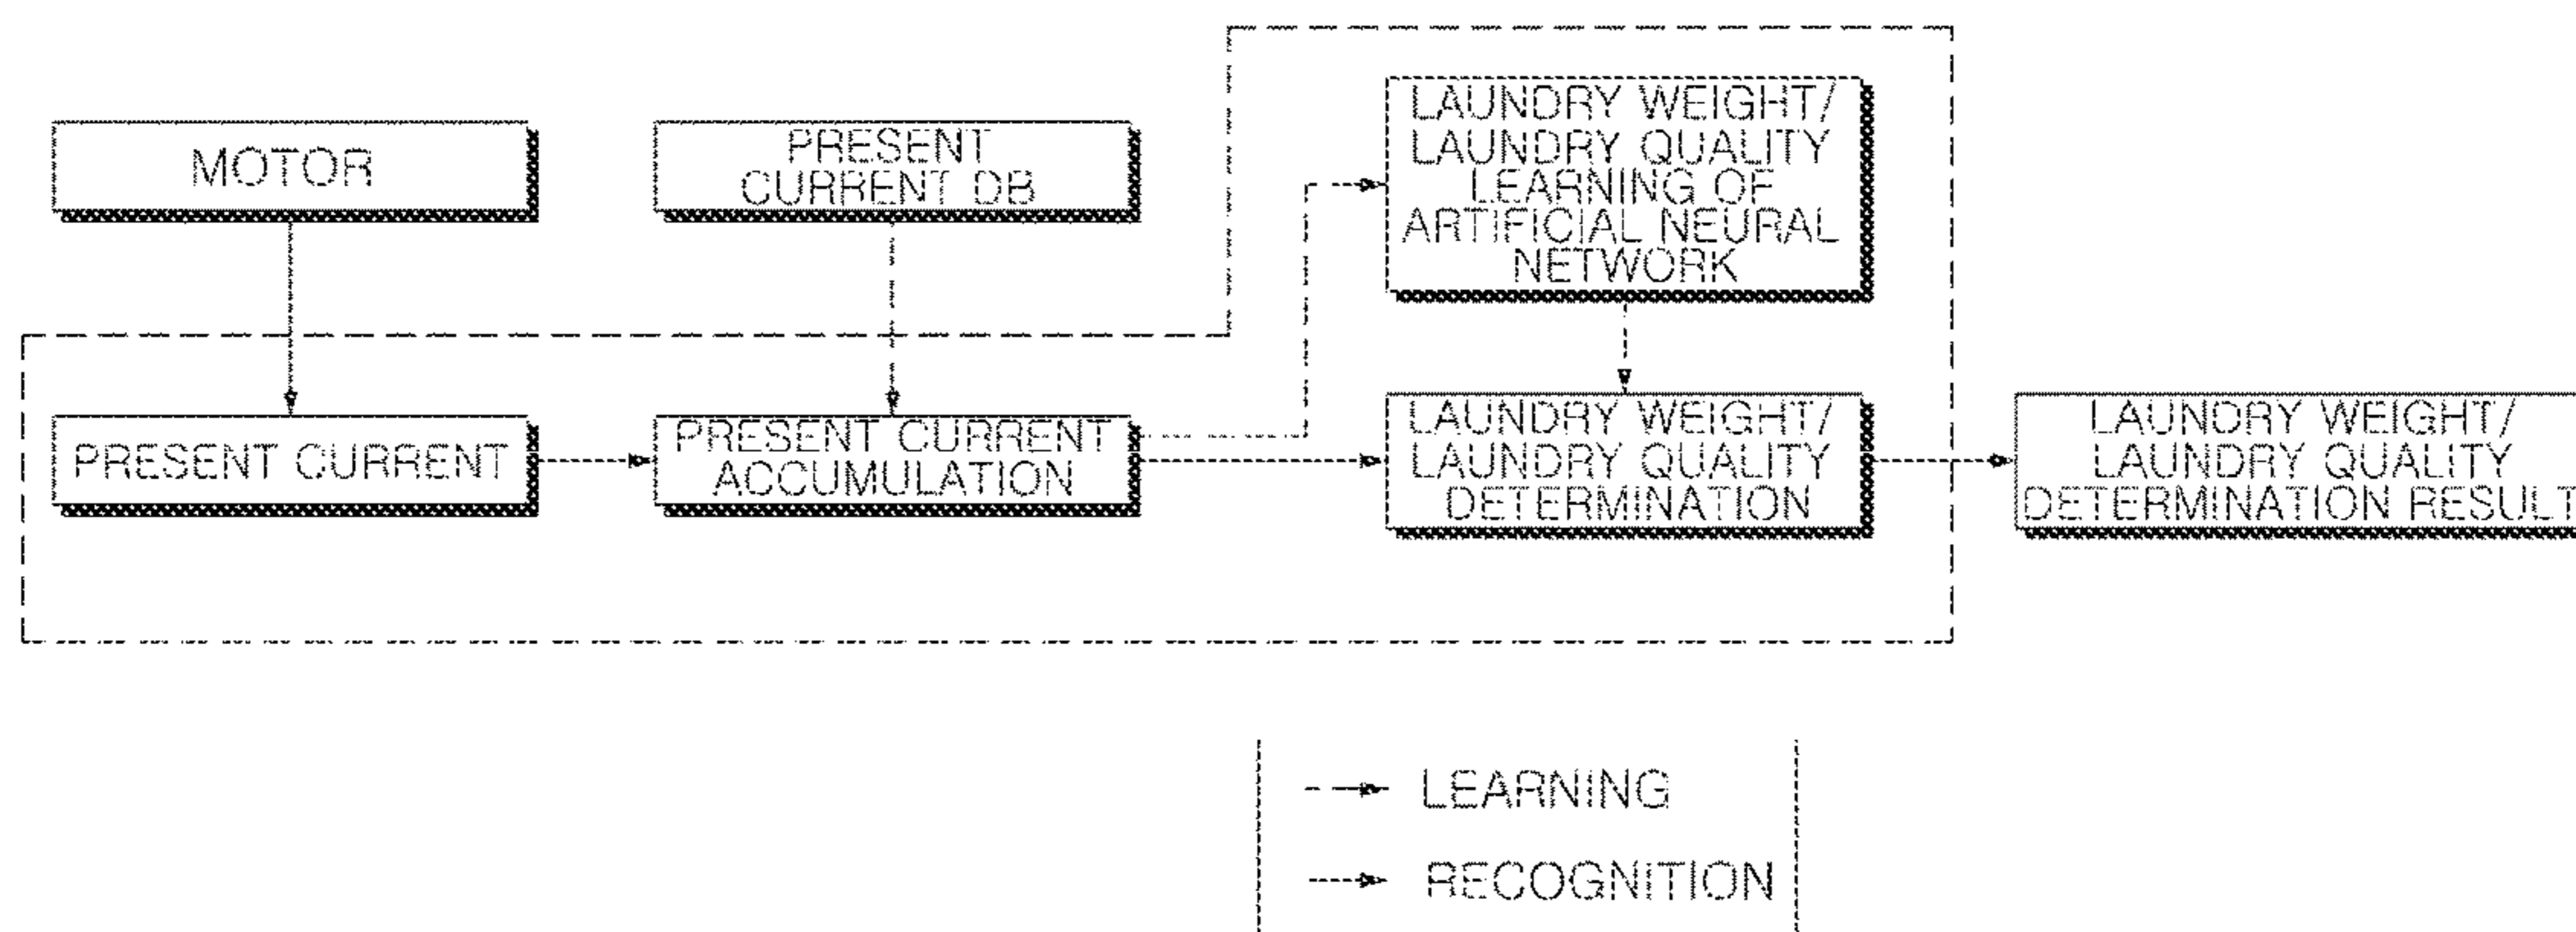 MOTOR
PRESENT
CURRENT DB
LAUNDRY WEIGHT/
LAUNDRY QUALITY
LEARNING OF
ARTIFICIAL NEURAL
NETWORK
PRESENT CURRENT
PRESENT CURRENT
ACCUMULATION
LAUNDRY WEIGHT/
LAUNDRY QUALITY
DETERMINATION
LAUNDRY WEIGHT/
LAUNDRY QUALITY
DETERMINATION RESULT
LEARNING
RECOGNITION